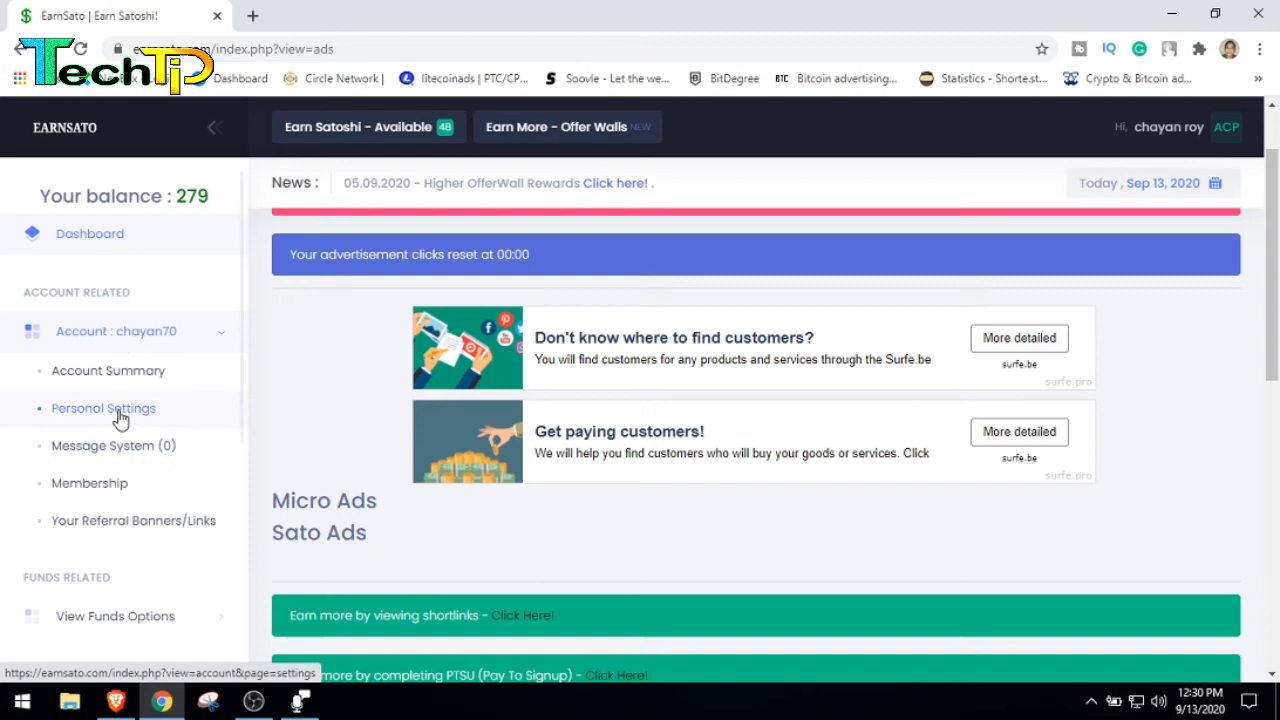 EarnSato | Earn Satoshi!
earnsato.com/index.php?view=ads
TechTip
Dashboard
Circle Network |
litecoinads | PTC/CP...
Soovle - Let the we...
BitDegree
BTC Bitcoin advertising...
Statistics - Shorte.st...
Crypto & Bitcoin ad...
EARNSATO
Earn Satoshi - Available 48
Earn More - Offer Walls NEW
Hi, chayan roy ACP
Your balance : 279
News : 05.09.2020 - Higher OfferWall Rewards Click here! .
Today , Sep 13, 2020
Dashboard
Your advertisement clicks reset at 00:00
ACCOUNT RELATED
Account : chayan70
Account Summary
Personal Settings
Message System (0)
Membership
Your Referral Banners/Links
FUNDS RELATED
View Funds Options
Don't know where to find customers?
You will find customers for any products and services through the Surfe.be
More detailed
surfe.be
surfe.pro
Get paying customers!
We will help you find customers who will buy your goods or services. Click
More detailed
surfe.be
surfe.pro
Micro Ads
Sato Ads
Earn more by viewing shortlinks - Click Here!
more by completing PTSU (Pay To Signup) - Click Here!
https://earnsato.com/index.php?view=account&page=settings
12:30 PM
9/13/2020